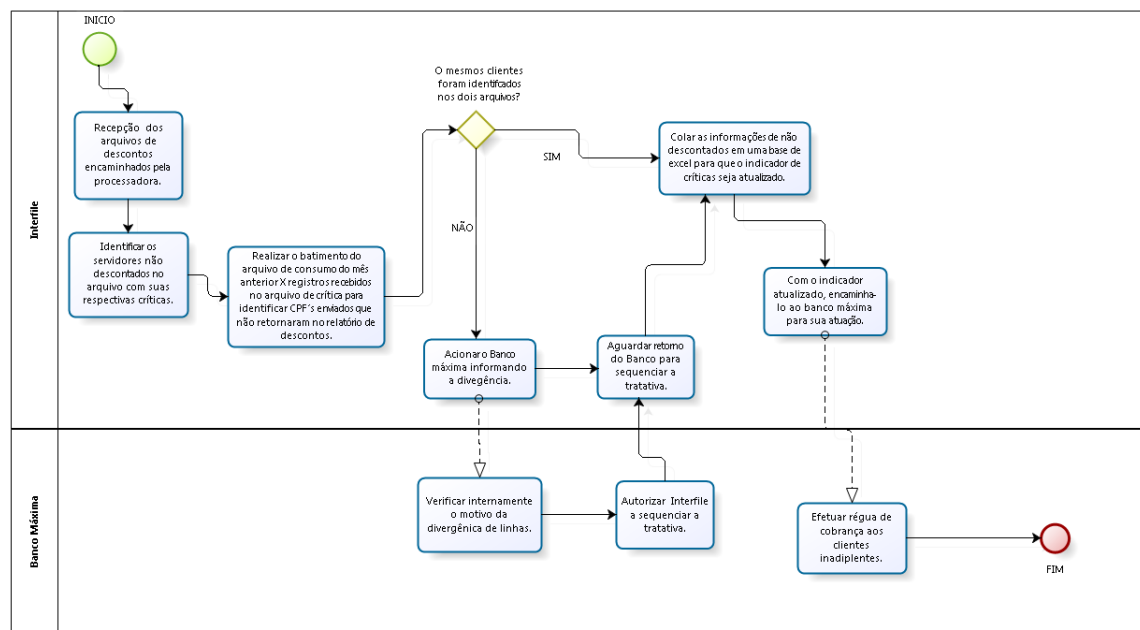 INICIO
Interfile
Recepção dos
arquivos de
descontos
encaminhados pela
processadora.
Identificar os
servidores não
descontados no
arquivo com suas
respectivas críticas.
Realizar o batimento do
arquivo de consumo do mês
anterior X registros recebidos
no arquivo de crítica para
identificar CPF´s enviados que
não retornaram no relatório de
descontos.
O mesmos clientes
foram identifcados
nos dois arquivos?
SIM
NÃO
Colar as informações de não
descontados em uma base de
excel para que o indicador de
críticas seja atualizado.
Com o indicador
atualizado, encaminha-
lo ao banco máxima
para sua atuação.
Acionar o Banco
máxima informando
a divegência.
Aguardar retorno
do Banco para
sequenciar a
tratativa.
Banco Máxima
Verificar internamente
o motivo da
divergênica de linhas.
Autorizar Interfile
a sequenciar a
tratativa.
Efetuar régua de
cobrança aos
clientes
inadiplentes.
FIM